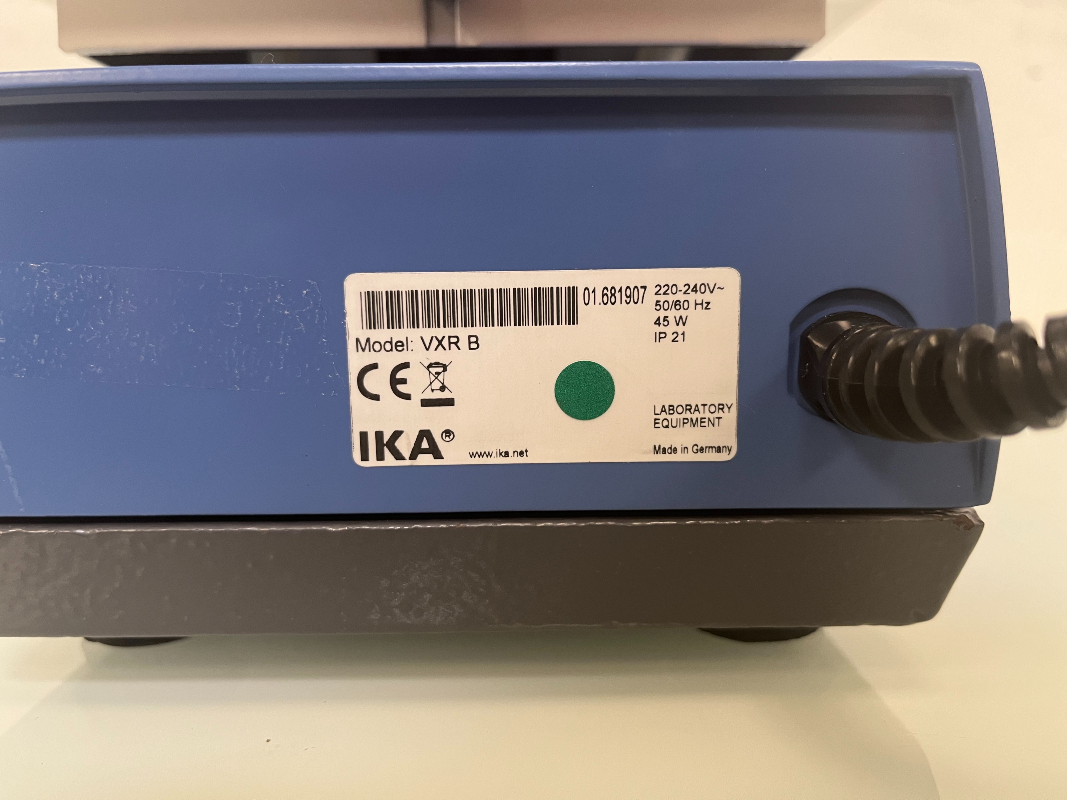 01.681907
220-240V~
50/60 Hz
45 W
IP 21
Model: VXR B
CE
LABORATORY
EQUIPMENT
IKA®
www.ika.net
Made in Germany